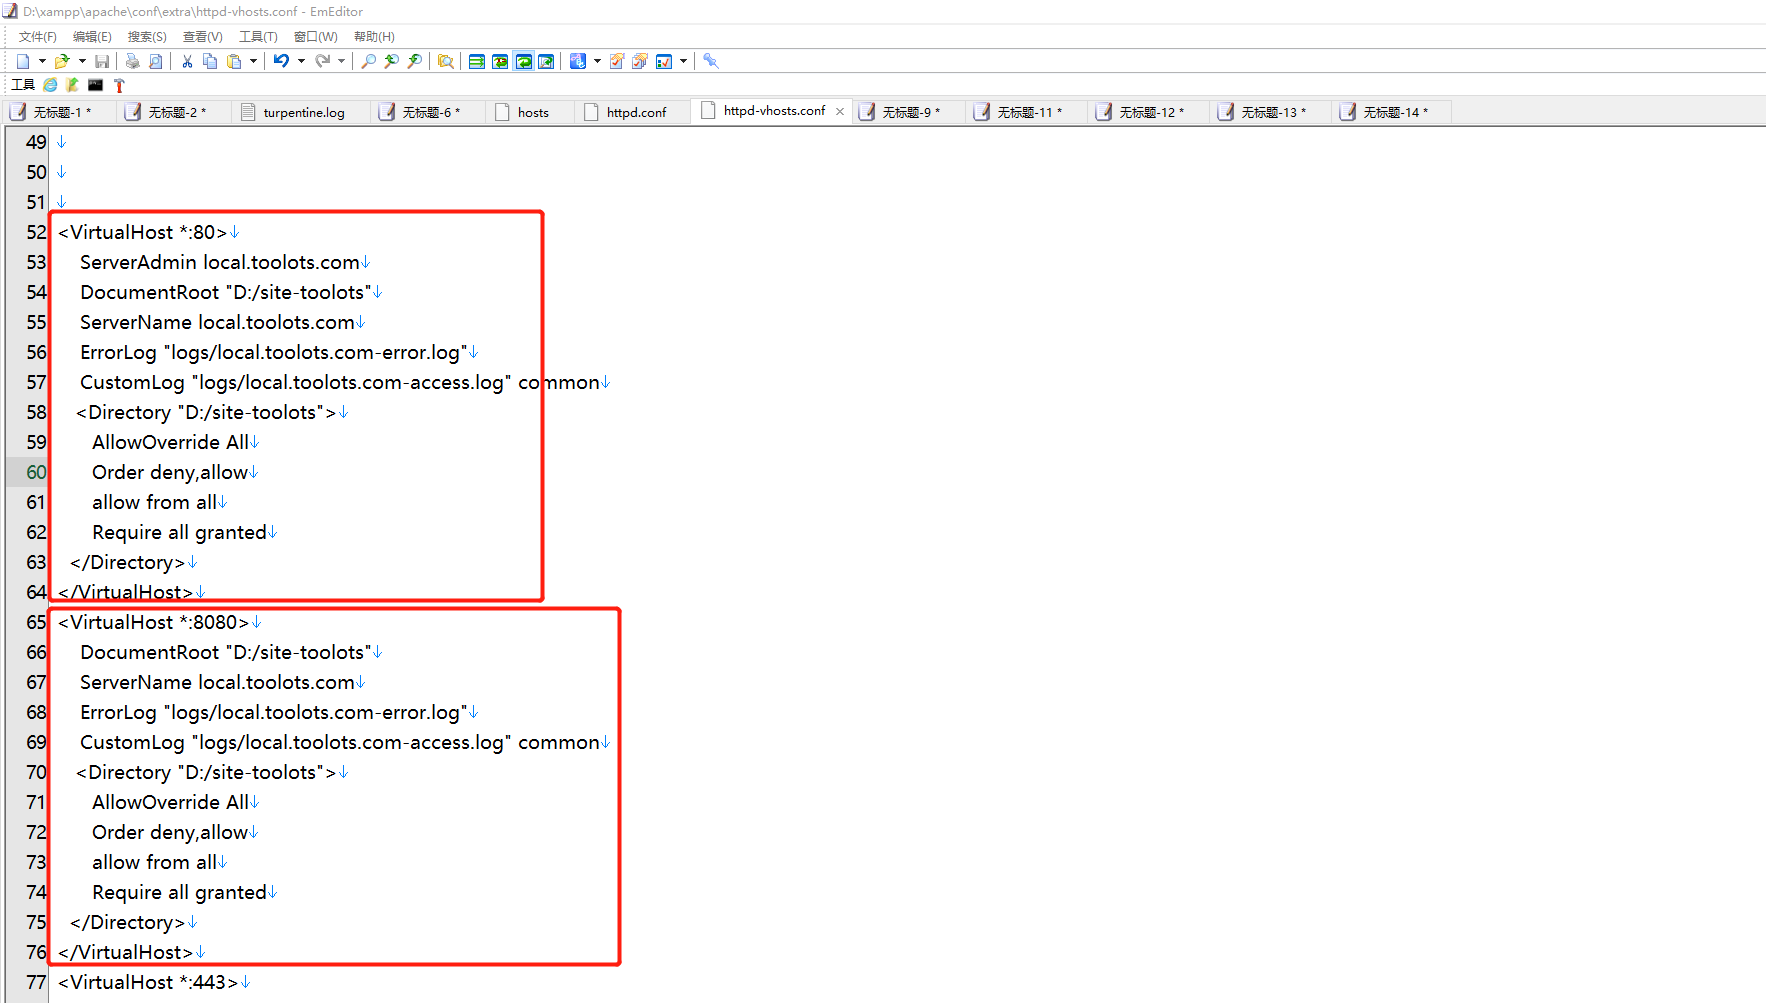 D:\xampp\apache\conf\extra\httpd-vhosts.conf - EmEditor
文件(F) 编辑(E) 搜索(S) 查看(V) 工具(T) 窗口(W) 帮助(H)
工具
无标题-1 * 无标题-2 * turpentine.log 无标题-6 * hosts httpd.conf httpd-vhosts.conf × 无标题-9 * 无标题-11 * 无标题-12 * 无标题-13 * 无标题-14 *
49 ↓
50 ↓
51 ↓
52 <VirtualHost *:80>↓
53 ServerAdmin local.toolots.com↓
54 DocumentRoot "D:/site-toolots"↓
55 ServerName local.toolots.com↓
56 ErrorLog "logs/local.toolots.com-error.log"↓
57 CustomLog "logs/local.toolots.com-access.log" common↓
58 <Directory "D:/site-toolots">↓
59 AllowOverride All↓
60 Order deny,allow↓
61 allow from all↓
62 Require all granted↓
63 </Directory>↓
64 </VirtualHost>↓
65 <VirtualHost *:8080>↓
66 DocumentRoot "D:/site-toolots"↓
67 ServerName local.toolots.com↓
68 ErrorLog "logs/local.toolots.com-error.log"↓
69 CustomLog "logs/local.toolots.com-access.log" common↓
70 <Directory "D:/site-toolots">↓
71 AllowOverride All↓
72 Order deny,allow↓
73 allow from all↓
74 Require all granted↓
75 </Directory>↓
76 </VirtualHost>↓
77 <VirtualHost *:443>↓